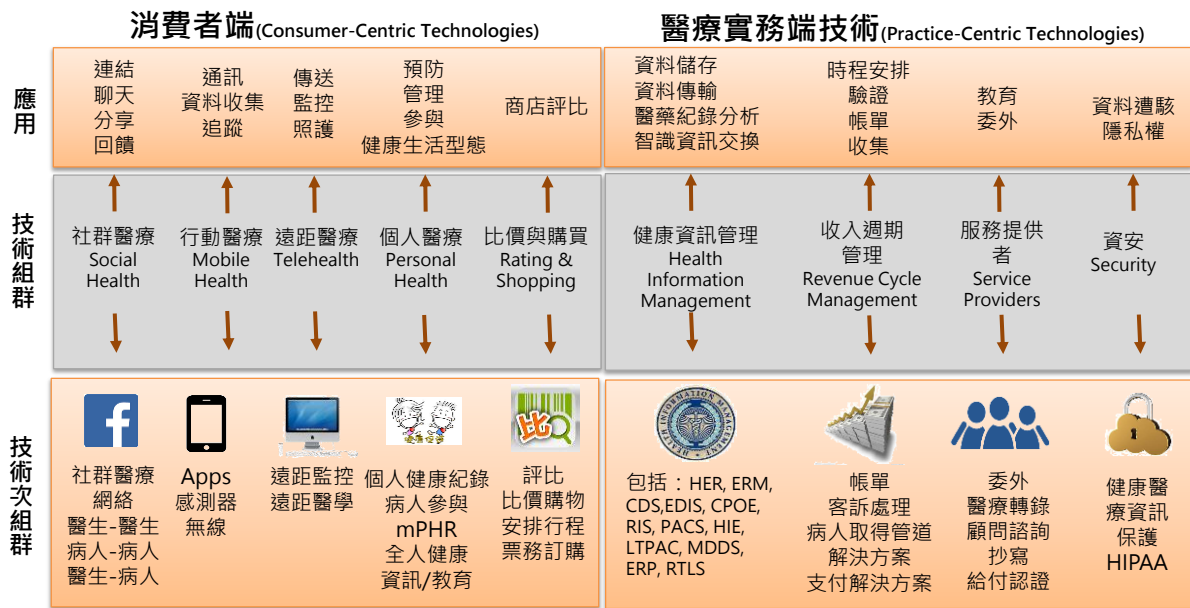 消費者端(Consumer-Centric Technologies)
醫療實務端技術(Practice-Centric Technologies)
應用
連結
聊天
分享
回饋
通訊
資料收集
追蹤
傳送
監控
照護
預防
管理
參與
健康生活型態
商店評比
資料儲存
資料傳輸
醫藥紀錄分析
智識資訊交換
時程安排
驗證
帳單
收集
教育
委外
資料遭駭
隱私權
技術組群
社群醫療
Social
Health
行動醫療
Mobile
Health
遠距醫療
Telehealth
個人醫療
Personal
Health
比價與購買
Rating &
Shopping
健康資訊管理
Health
Information
Management
收入週期
管理
Revenue Cycle
Management
服務提供
者
Service
Providers
資安
Security
技術次組群
社群醫療
網絡
醫生-醫生
病人-病人
醫生-病人
Apps
感測器
無線
遠距監控
遠距醫學
個人健康紀錄
病人參與
mPHR
全人健康
資訊/教育
比
評比
比價購物
安排行程
票務訂購
HEALTH INFORMATION MANAGEMENT
包括：HER, ERM,
CDS,EDIS, CPOE,
RIS, PACS, HIE,
LTPAC, MDDS,
ERP, RTLS
帳單
客訴處理
病人取得管道
解決方案
支付解決方案
委外
醫療轉錄
顧問諮詢
抄寫
給付認證
健康醫
療資訊
保護
HIPAA